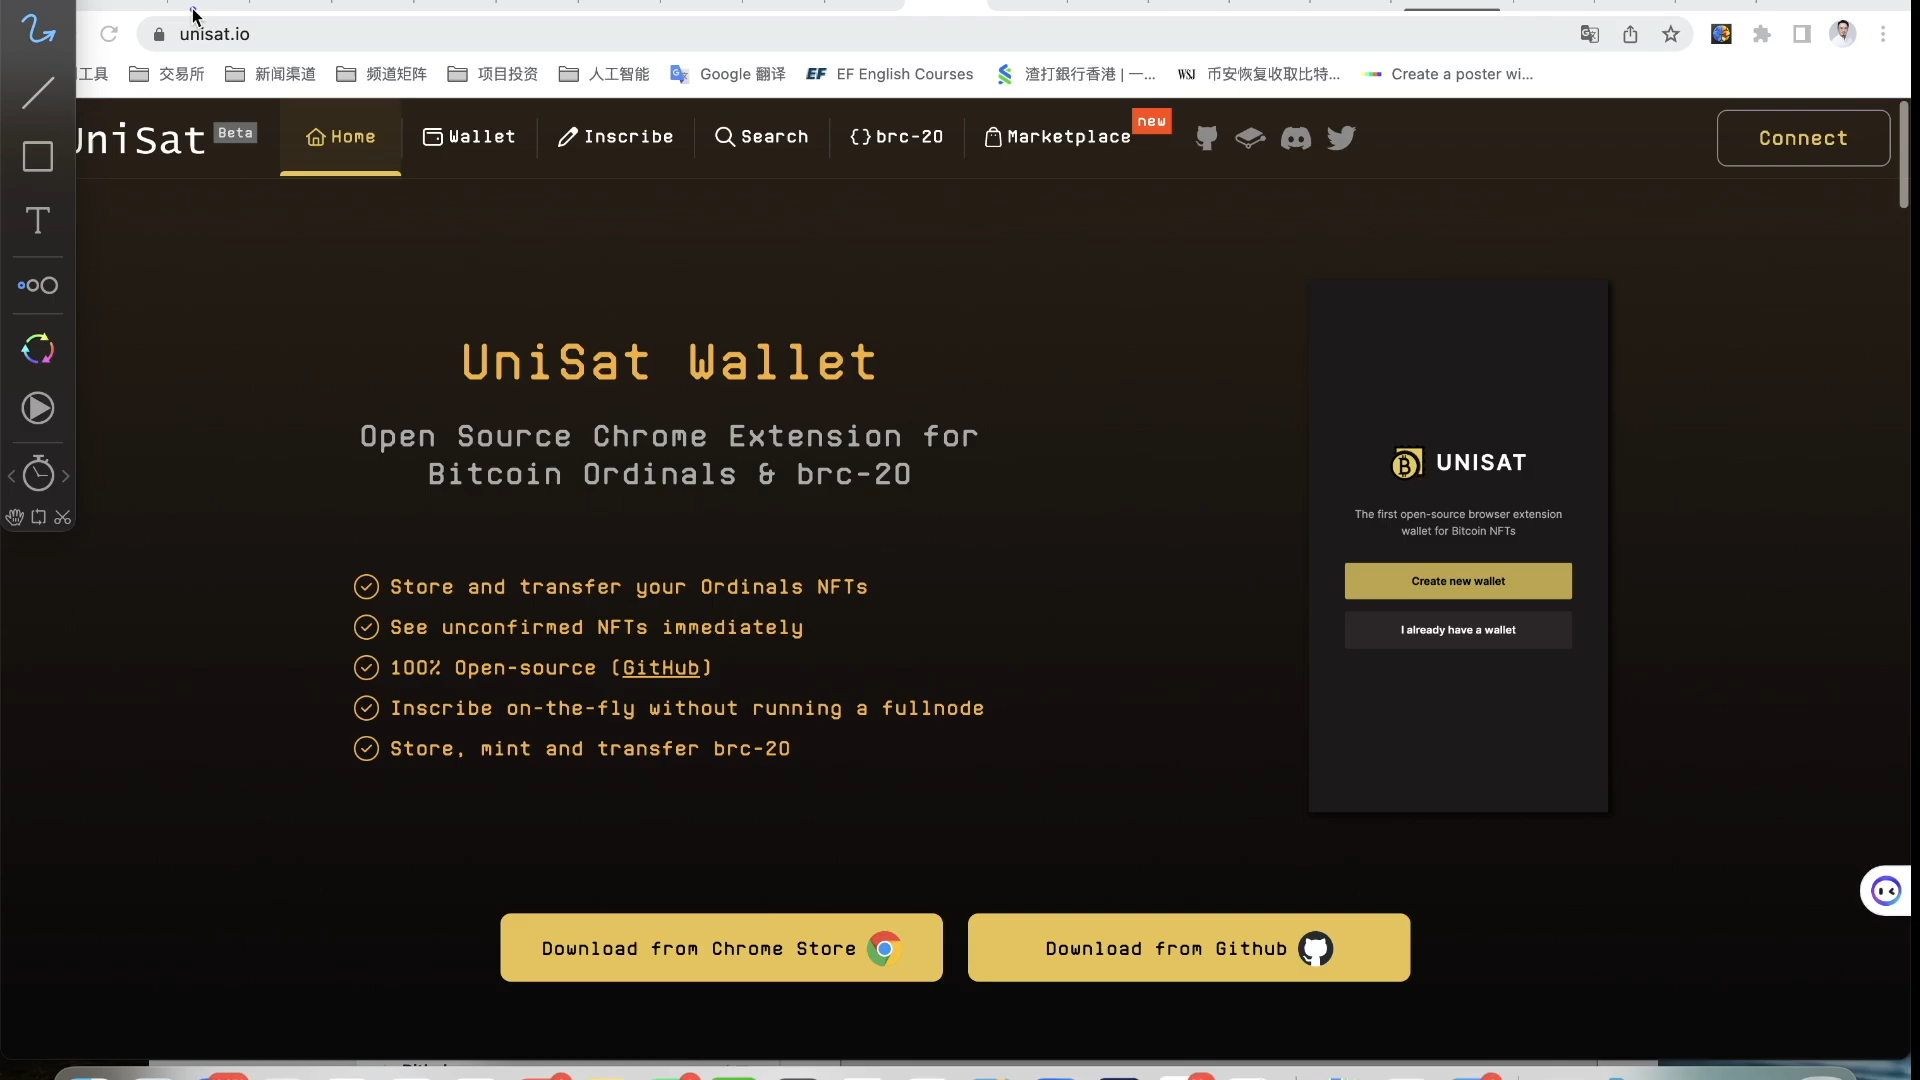 unisat.io
工具 交易所 新闻渠道 频道矩阵 项目投资 人工智能 Google 翻译 EF EF English Courses 渣打銀行香港 | 一... WSJ 币安恢复收取比特... Create a poster wi...
UniSat Beta Home Wallet Inscribe Search {} brc-20 Marketplace new Connect
T
UniSat Wallet
Open Source Chrome Extension for
Bitcoin Ordinals & brc-20
UNISAT
The first open-source browser extension
wallet for Bitcoin NFTs
Create new wallet
I already have a wallet
Store and transfer your Ordinals NFTs
See unconfirmed NFTs immediately
100% Open-source (GitHub)
Inscribe on-the-fly without running a fullnode
Store, mint and transfer brc-20
Download from Chrome Store
Download from Github